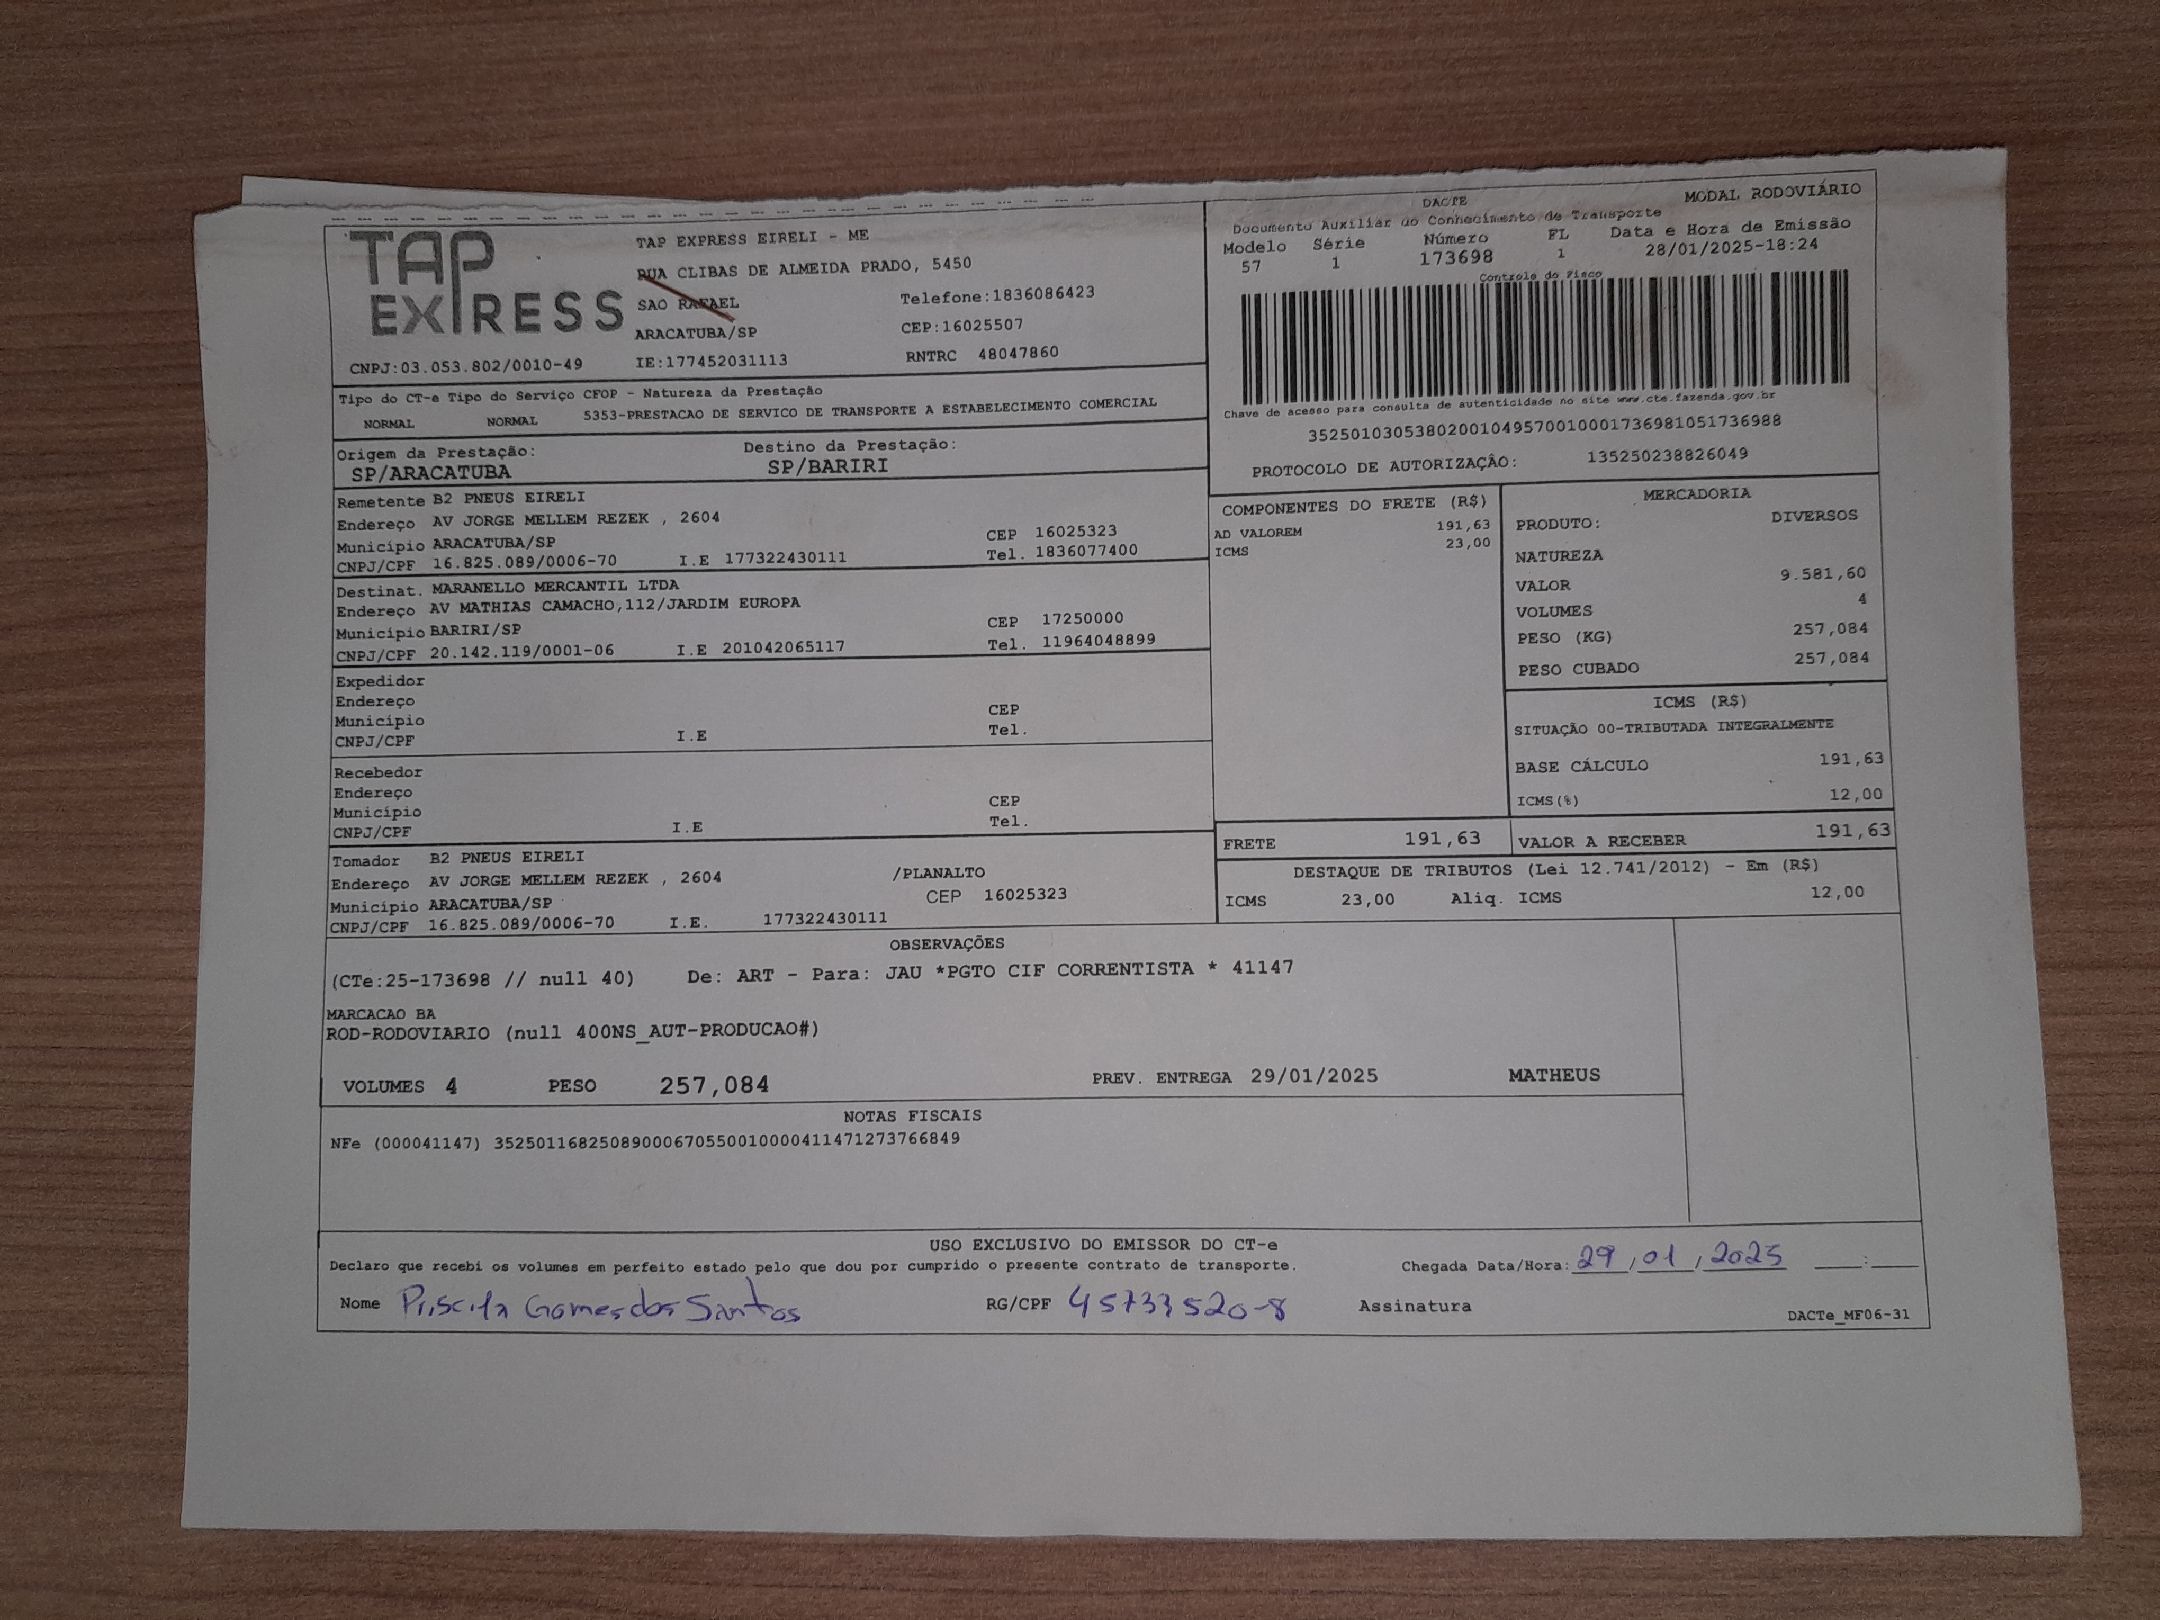 TAP EXPRESS
TAP EXPRESS EIRELI - ME
RUA CLIBAS DE ALMEIDA PRADO, 5450
SAO RAFAEL Telefone:1836086423
ARACATUBA/SP CEP:16025507
CNPJ:03.053.802/0010-49 IE:177452031113 RNTRC 48047860
DACTE MODAL RODOVIÁRIO
Documento Auxiliar do Conhecimento de Transporte
Modelo Série Número FL Data e Hora de Emissão
57 1 173698 1 28/01/2025-18:24
Controle do Fisco
Chave de acesso para consulta de autenticidade no site www.cte.fazenda.gov.br
35250103053802001049570010001736981051736988
PROTOCOLO DE AUTORIZAÇÃO: 135250238826049
Tipo do CT-e Tipo do Serviço CFOP - Natureza da Prestação
NORMAL NORMAL 5353-PRESTACAO DE SERVICO DE TRANSPORTE A ESTABELECIMENTO COMERCIAL
Origem da Prestação: Destino da Prestação:
SP/ARACATUBA SP/BARIRI
Remetente B2 PNEUS EIRELI
Endereço AV JORGE MELLEM REZEK , 2604
Município ARACATUBA/SP CEP 16025323
CNPJ/CPF 16.825.089/0006-70 I.E 177322430111 Tel. 1836077400
Destinat. MARANELLO MERCANTIL LTDA
Endereço AV MATHIAS CAMACHO,112/JARDIM EUROPA
Município BARIRI/SP CEP 17250000
CNPJ/CPF 20.142.119/0001-06 I.E 201042065117 Tel. 11964048899
Expedidor
Endereço
Município CEP
CNPJ/CPF I.E Tel.
Recebedor
Endereço
Município CEP
CNPJ/CPF I.E Tel.
Tomador B2 PNEUS EIRELI
Endereço AV JORGE MELLEM REZEK , 2604 /PLANALTO
Município ARACATUBA/SP CEP 16025323
CNPJ/CPF 16.825.089/0006-70 I.E. 177322430111
COMPONENTES DO FRETE (R$)
AD VALOREM 191,63
ICMS 23,00
MERCADORIA
PRODUTO: DIVERSOS
NATUREZA
VALOR 9.581,60
VOLUMES 4
PESO (KG) 257,084
PESO CUBADO 257,084
ICMS (R$)
SITUAÇÃO 00-TRIBUTADA INTEGRALMENTE
BASE CÁLCULO 191,63
ICMS(%) 12,00
FRETE 191,63 VALOR A RECEBER 191,63
DESTAQUE DE TRIBUTOS (Lei 12.741/2012) - Em (R$)
ICMS 23,00 Aliq. ICMS 12,00
OBSERVAÇÕES
(CTe:25-173698 // null 40) De: ART - Para: JAU *PGTO CIF CORRENTISTA * 41147
MARCACAO BA
ROD-RODOVIARIO (null 400NS_AUT-PRODUCAO#)
VOLUMES 4 PESO 257,084 PREV. ENTREGA 29/01/2025 MATHEUS
NOTAS FISCAIS
NFe (000041147) 35250116825089000670550010000411471273766849
USO EXCLUSIVO DO EMISSOR DO CT-e
Declaro que recebi os volumes em perfeito estado pelo que dou por cumprido o presente contrato de transporte. Chegada Data/Hora: 29/01/2025 __:__
Nome Priscila Gomes dos Santos RG/CPF 45733520-8 Assinatura
DACTe_MF06-31